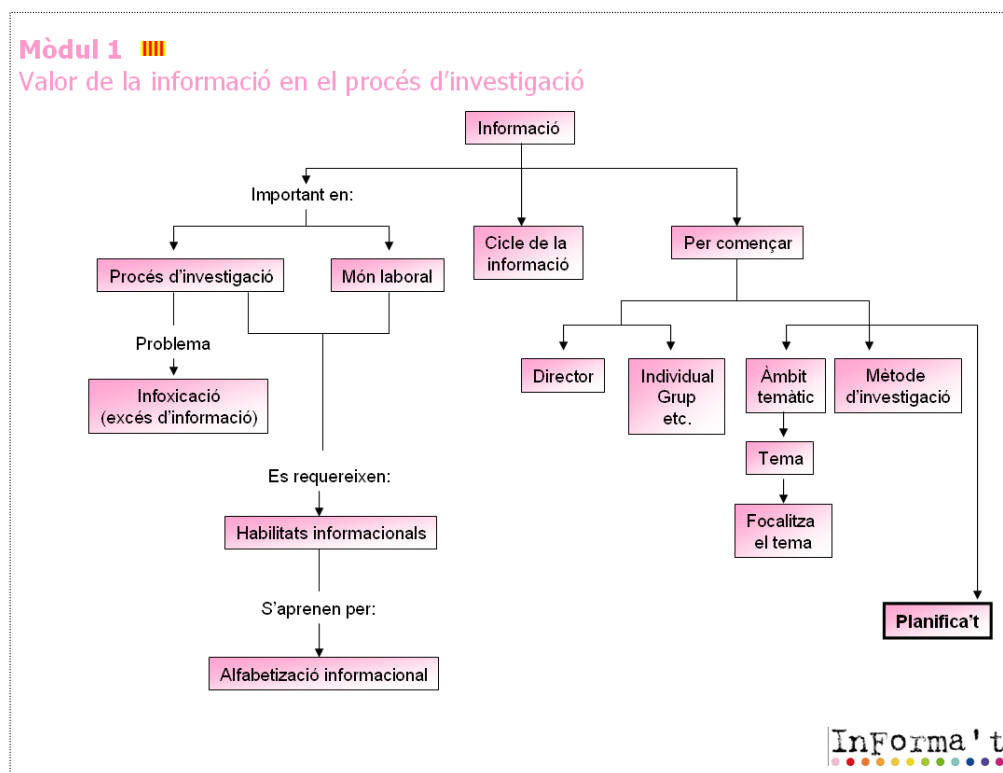 Mòdul 1
Valor de la informació en el procés d'investigació
Informació
Important en:
Procés d'investigació
Món laboral
Cicle de la
informació
Per començar
Problema
Infoxicació
(excés d'informació)
Director
Individual
Grup
etc.
Àmbit
temàtic
Mètode
d'investigació
Tema
Focalitza
el tema
Es requereixen:
Habilitats informacionals
S'aprenen per:
Alfabetització informacional
Planifica't
InForma't